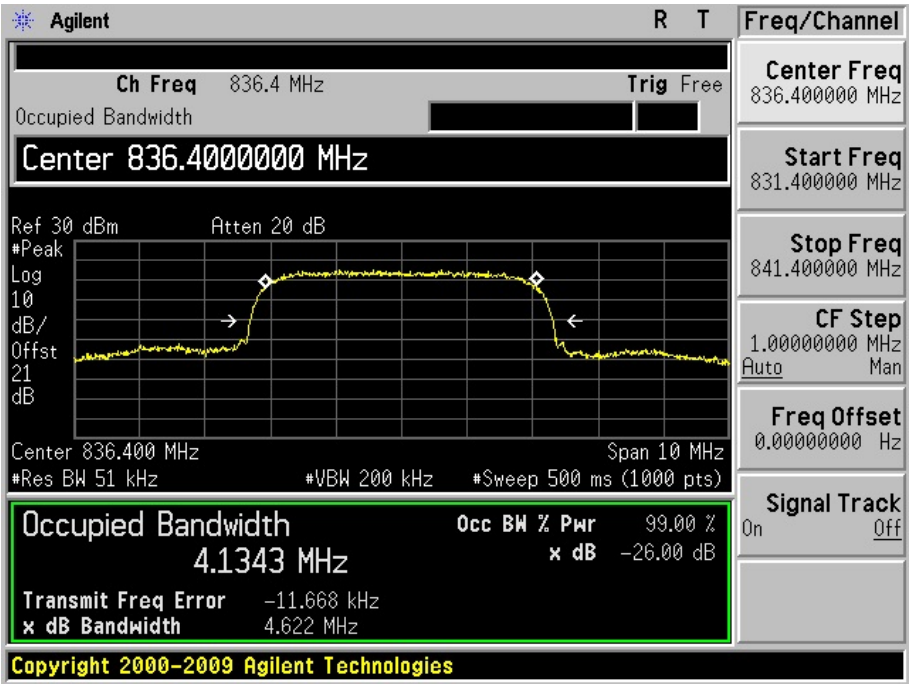 Agilent
R T
Freq/Channel
Ch Freq 836.4 MHz
Trig Free
Occupied Bandwidth
Center 836.4000000 MHz
Ref 30 dBm
Atten 20 dB
#Peak
Log
10
dB/
Offst
21
dB
Center 836.400 MHz
Span 10 MHz
#Res BW 51 kHz
#VBW 200 kHz
#Sweep 500 ms (1000 pts)
Occupied Bandwidth
4.1343 MHz
Occ BW % Pwr 99.00 %
x dB -26.00 dB
Transmit Freq Error -11.668 kHz
x dB Bandwidth 4.622 MHz
Copyright 2000-2009 Agilent Technologies
Center Freq
836.400000 MHz
Start Freq
831.400000 MHz
Stop Freq
841.400000 MHz
CF Step
1.00000000 MHz
Auto Man
Freq Offset
0.00000000 Hz
Signal Track
On Off